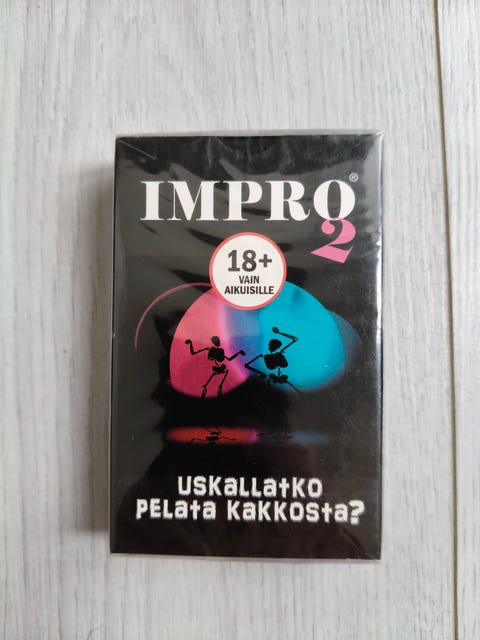 IMPRO®
2
18+
VAIN
AIKUISILLE
USKALLATKO
PELATA KAKKOSTA?